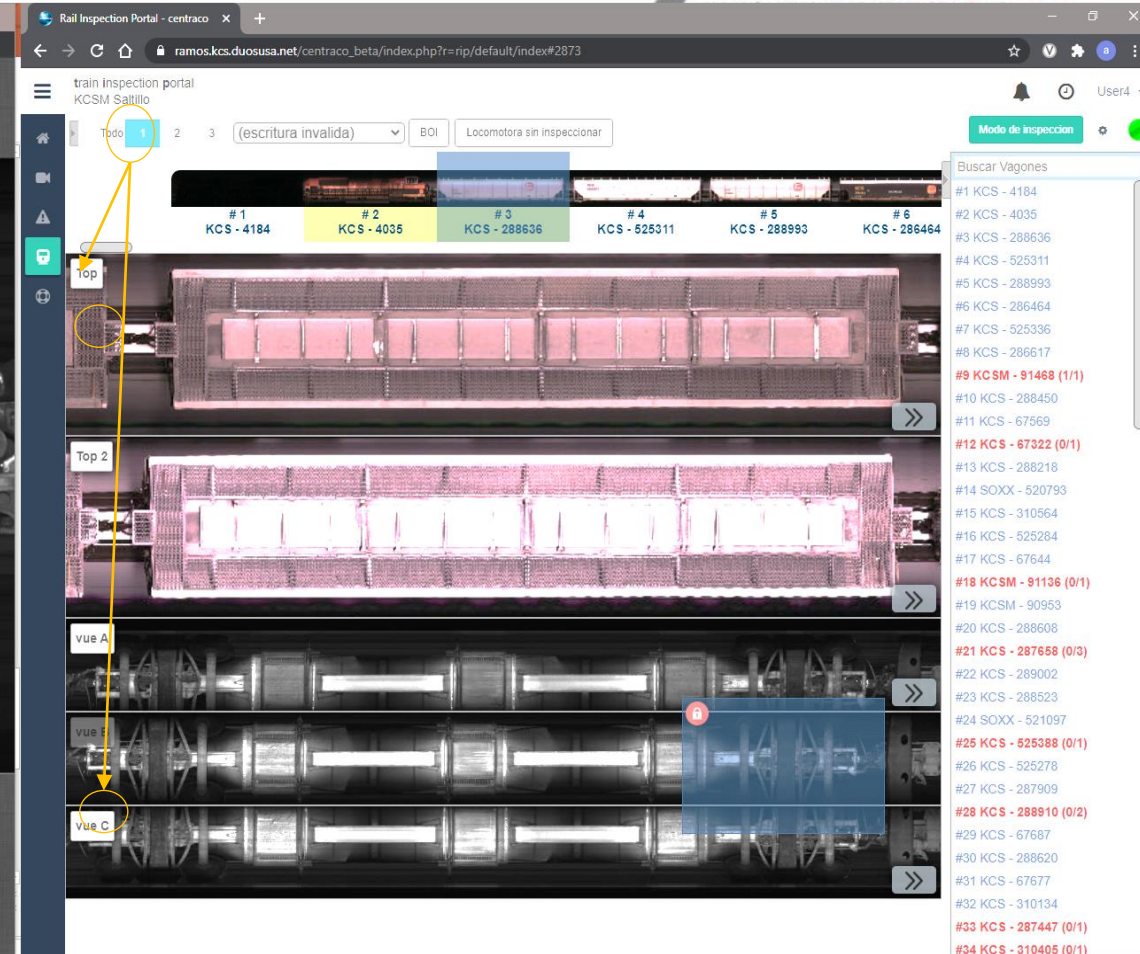 Rail Inspection Portal - centraco
ramos.kcs.duosusa.net/centraco_beta/index.php?r=rip/default/index#2873
a
train inspection portal
KCSM Saltillo
User4
Todo 1 2 3 (escritura invalida) BOI Locomotora sin inspeccionar
Modo de inspeccion
# 1
KCS - 4184
# 2
KCS - 4035
# 3
KCS - 288636
# 4
KCS - 525311
# 5
KCS - 288993
# 6
KCS - 286464
Top
Top 2
vue A
vue B
vue C
Buscar Vagones
#1 KCS - 4184
#2 KCS - 4035
#3 KCS - 288636
#4 KCS - 525311
#5 KCS - 288993
#6 KCS - 286464
#7 KCS - 525336
#8 KCS - 286617
#9 KCSM - 91468 (1/1)
#10 KCS - 288450
#11 KCS - 67569
#12 KCS - 67322 (0/1)
#13 KCS - 288218
#14 SOXX - 520793
#15 KCS - 310564
#16 KCS - 525284
#17 KCS - 67644
#18 KCSM - 91136 (0/1)
#19 KCSM - 90953
#20 KCS - 288608
#21 KCS - 287658 (0/3)
#22 KCS - 289002
#23 KCS - 288523
#24 SOXX - 521097
#25 KCS - 525388 (0/1)
#26 KCS - 525278
#27 KCS - 287909
#28 KCS - 288910 (0/2)
#29 KCS - 67687
#30 KCS - 288620
#31 KCS - 67677
#32 KCS - 310134
#33 KCS - 287447 (0/1)
#34 KCS - 310405 (0/1)